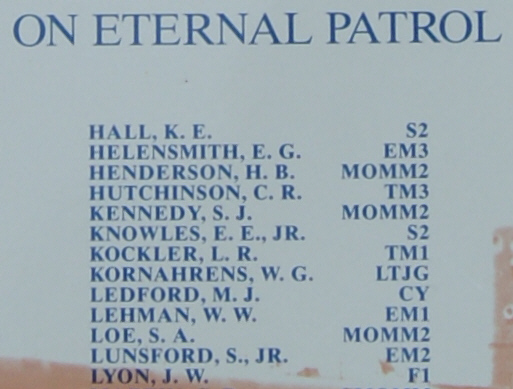 ON ETERNAL PATROL
HALL, K. E. S2
HELENSMITH, E. G. EM3
HENDERSON, H. B. MOMM2
HUTCHINSON, C. R. TM3
KENNEDY, S. J. MOMM2
KNOWLES, E. E., JR. S2
KOCKLER, L. R. TM1
KORNAHRENS, W. G. LTJG
LEDFORD, M. J. CY
LEHMAN, W. W. EM1
LOE, S. A. MOMM2
LUNSFORD, S., JR. EM2
LYON, J. W. F1